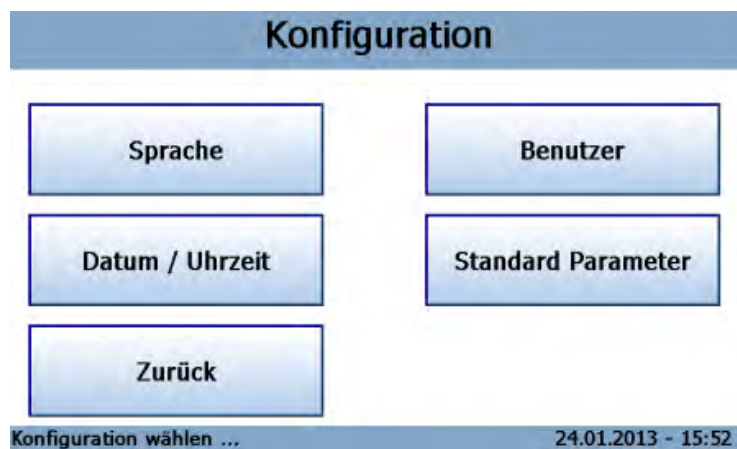 Konfiguration
Sprache
Benutzer
Datum / Uhrzeit
Standard Parameter
Zurück
Konfiguration wählen ...
24.01.2013 - 15:52